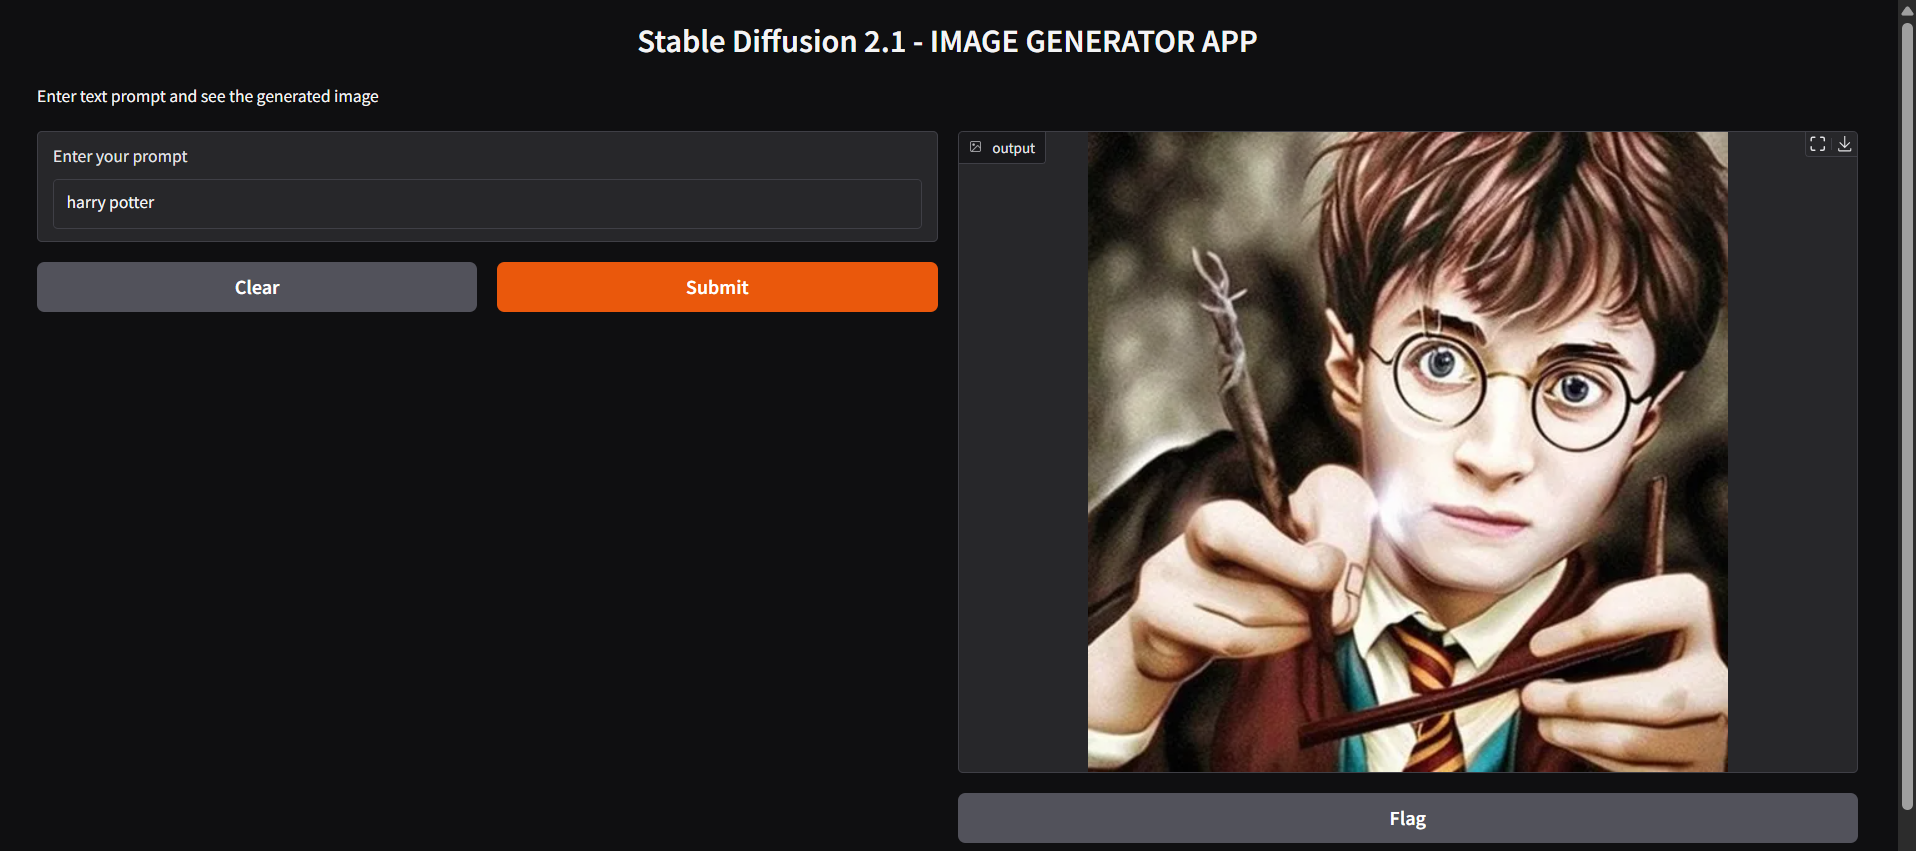 Stable Diffusion 2.1 - IMAGE GENERATOR APP
Enter text prompt and see the generated image
Enter your prompt
harry potter
Clear
Submit
output
Flag